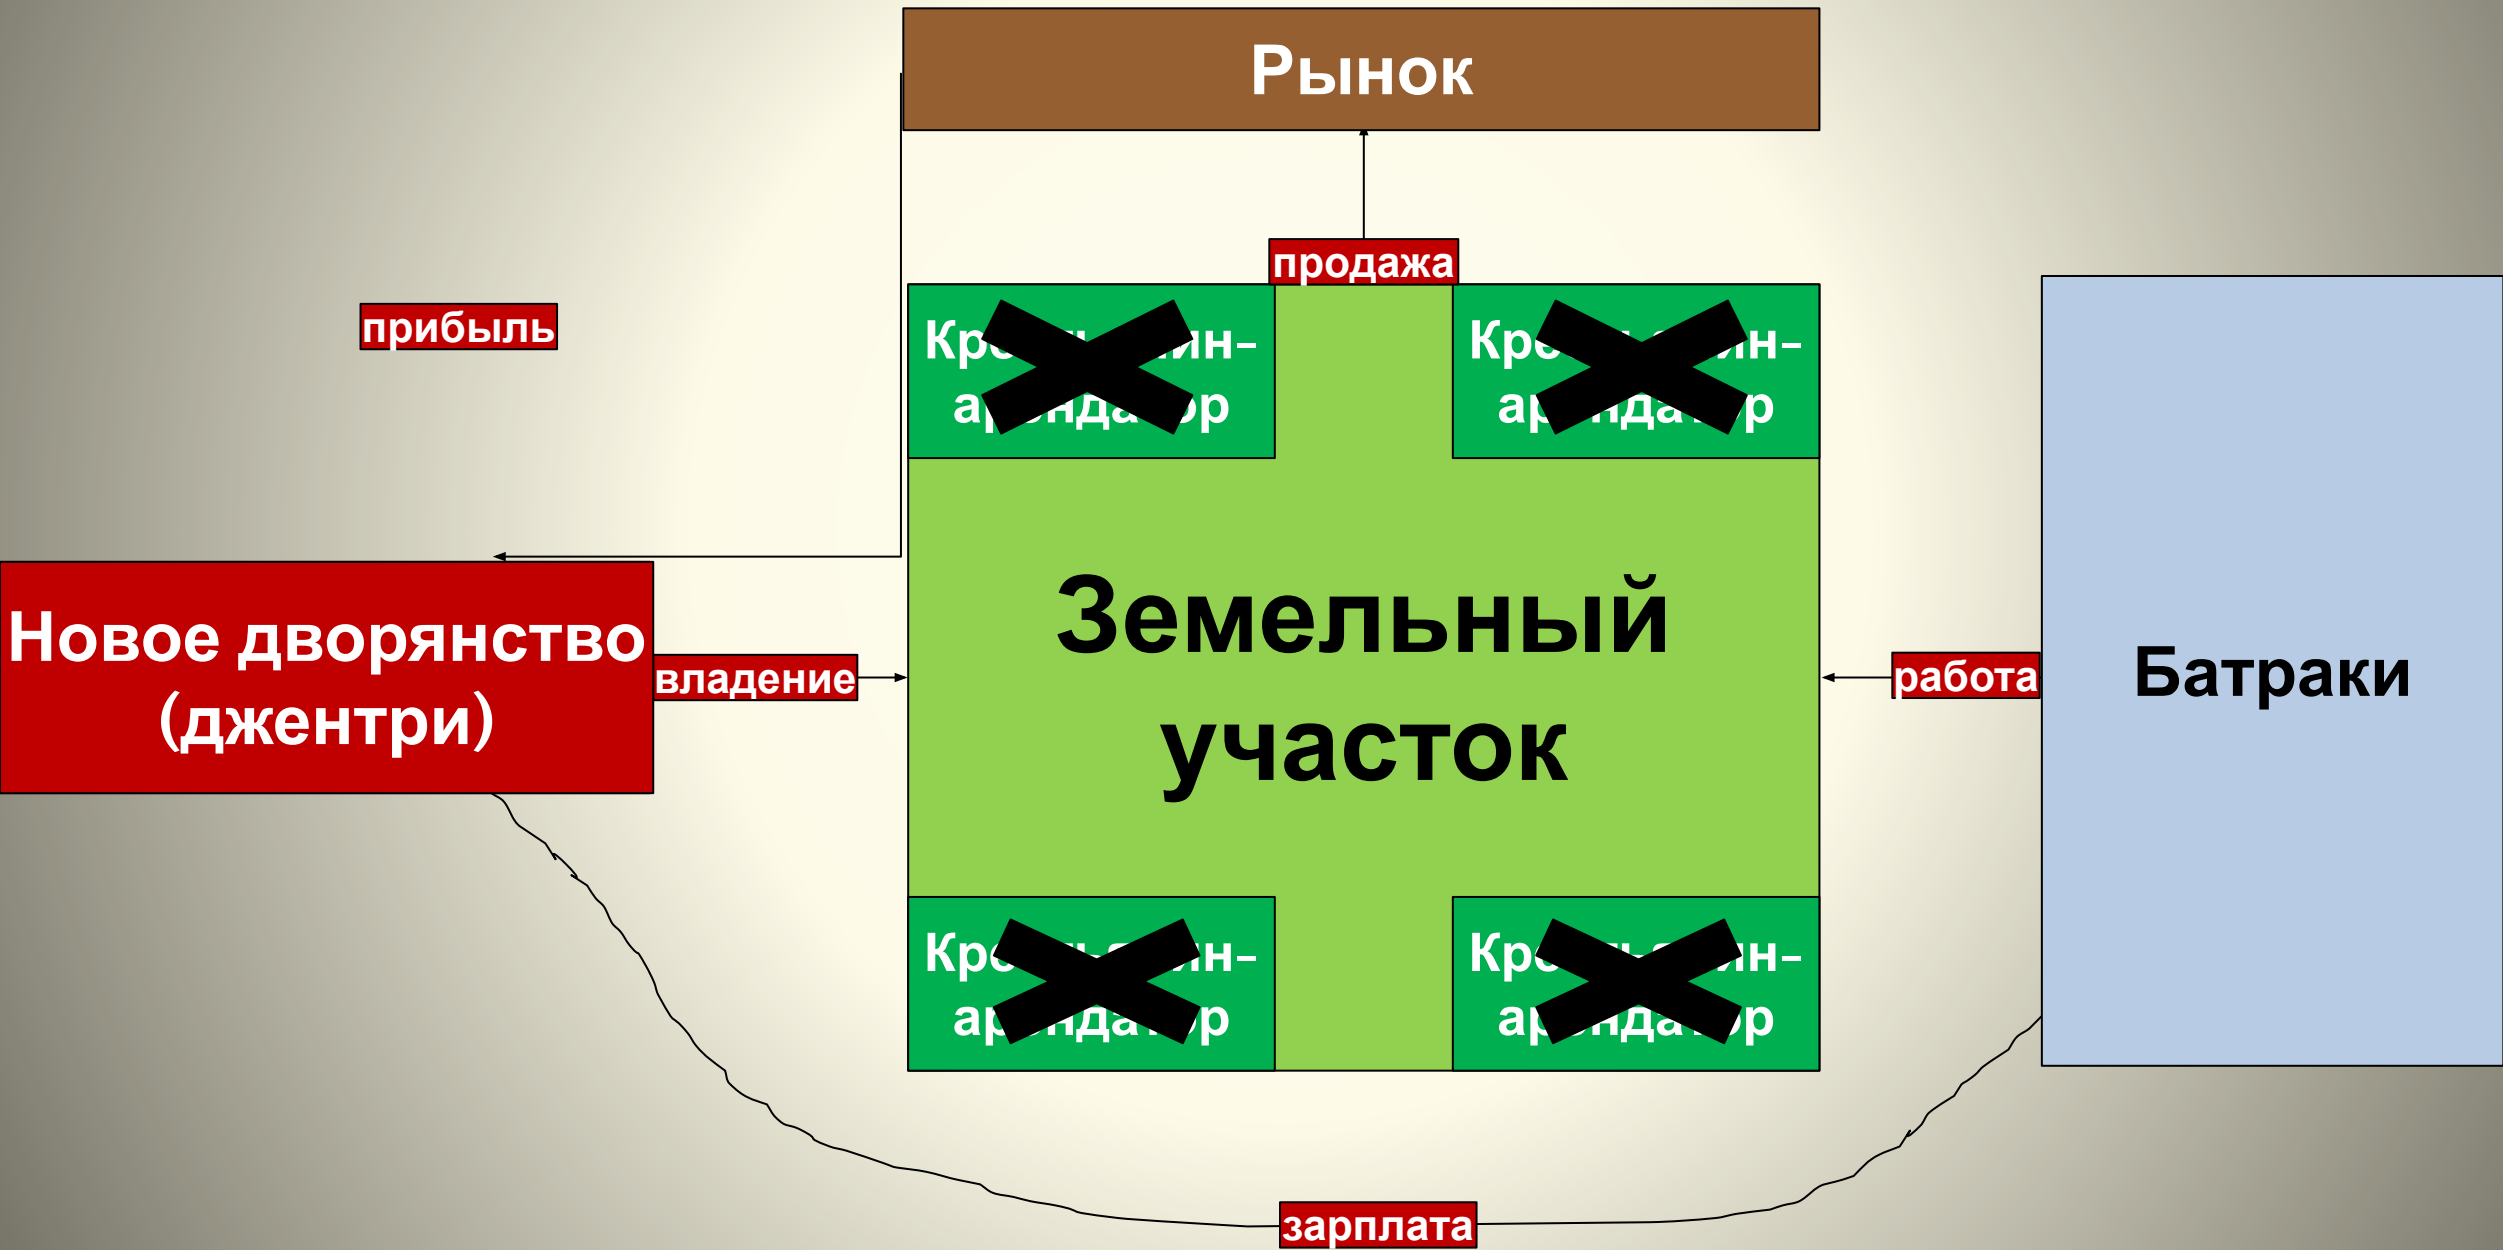 Рынок
продажа
прибыль
Новое дворянство
(джентри)
владение
Земельный
участок
работа
Батраки
зарплата